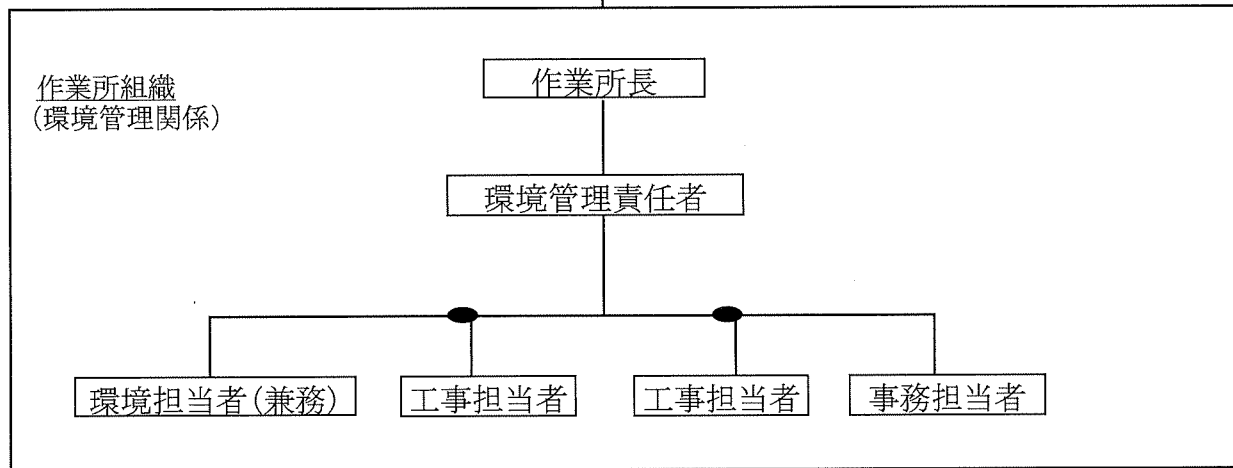 作業所組織
(環境管理関係)
作業所長
環境管理責任者
環境担当者(兼務)
工事担当者
工事担当者
事務担当者